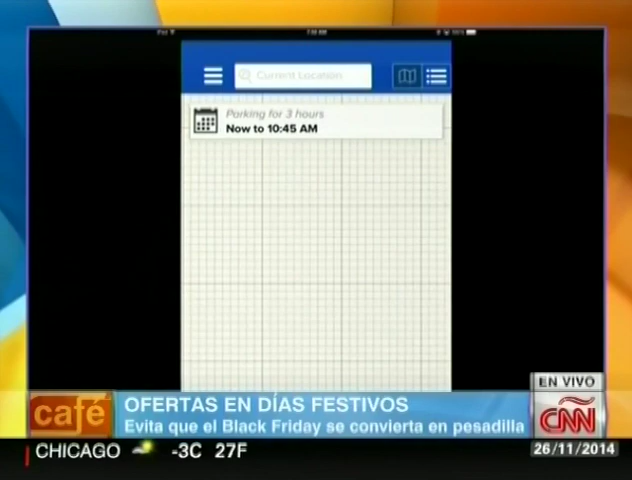 Current Location
Parking for 3 hours
Now to 10:45 AM
EN VIVO
café
OFERTAS EN DÍAS FESTIVOS
Evita que el Black Friday se convierta en pesadilla
CNN
CHICAGO -3C 27F
26/11/2014